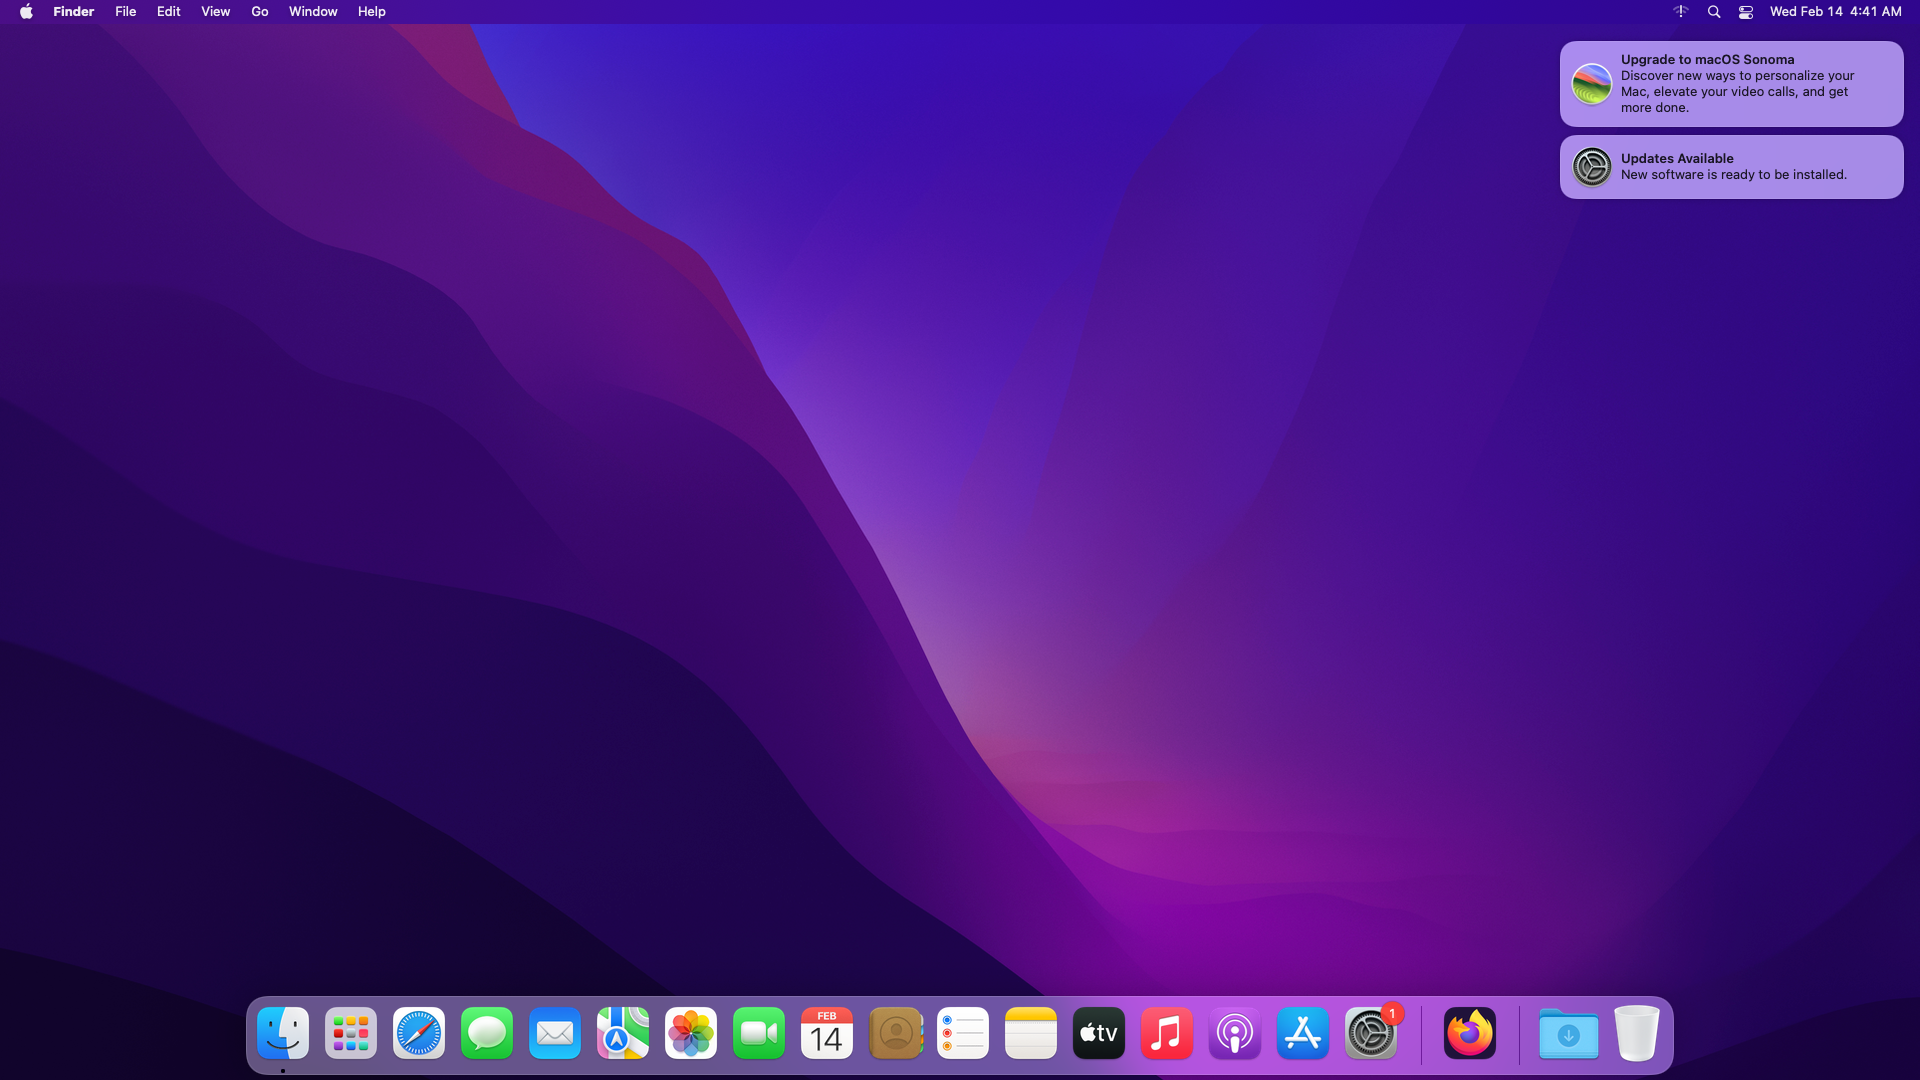 Finder File Edit View Go Window Help
Wed Feb 14 4:41 AM
Upgrade to macOS Sonoma
Discover new ways to personalize your
Mac, elevate your video calls, and get
more done.
Updates Available
New software is ready to be installed.
FEB
14
tv
1